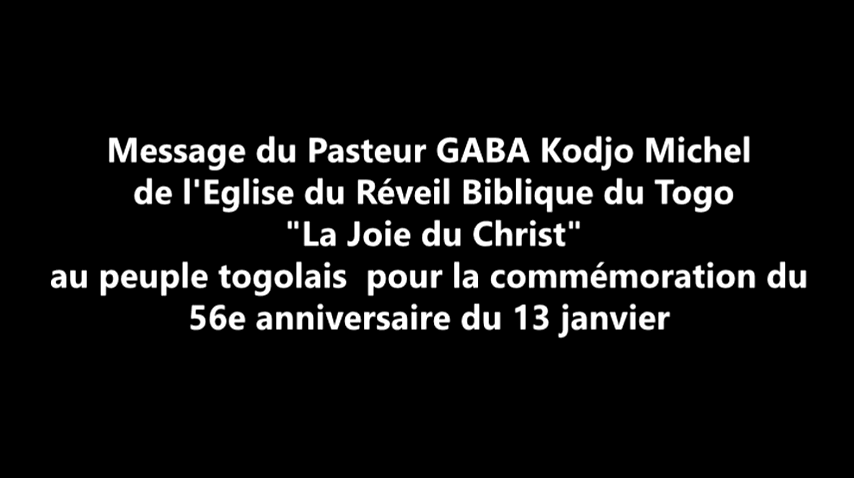 Message du Pasteur GABA Kodjo Michel
de l'Eglise du Réveil Biblique du Togo
"La Joie du Christ"
au peuple togolais  pour la commémoration du
56e anniversaire du 13 janvier